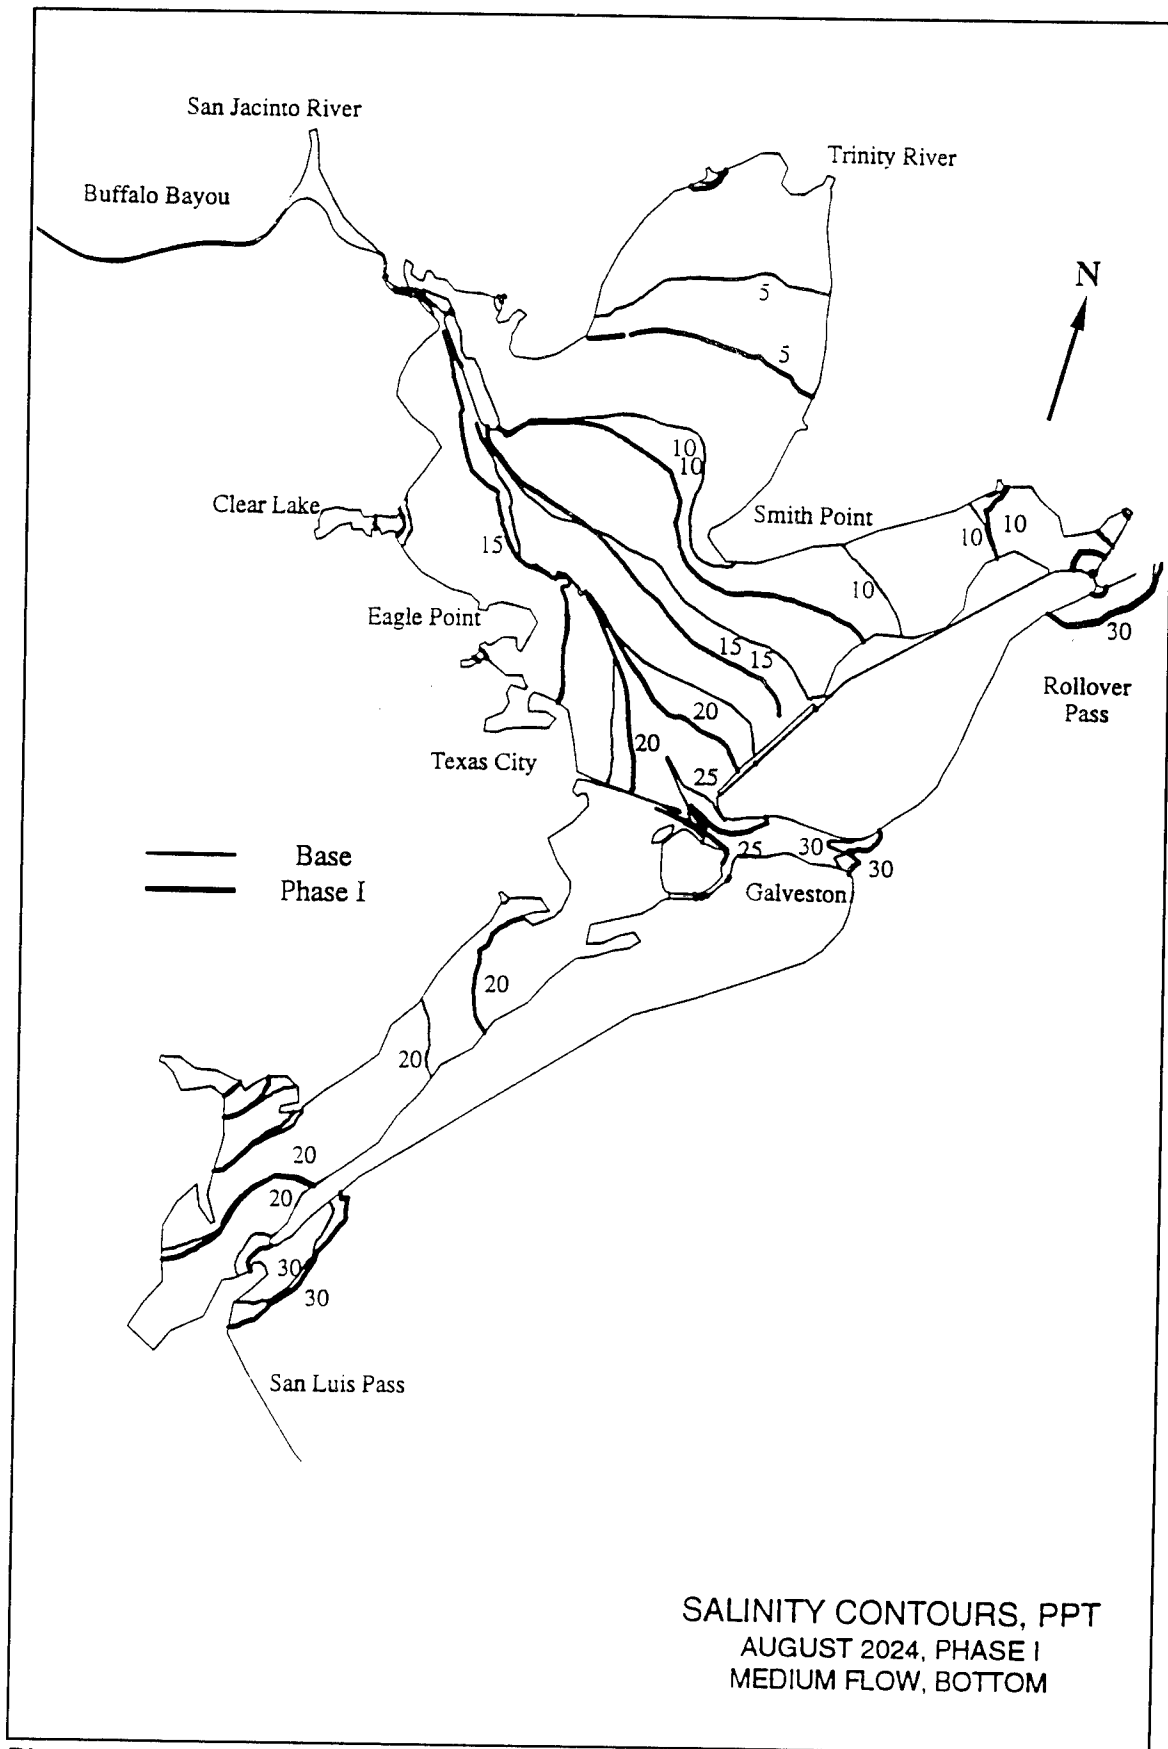 San Jacinto River
Trinity River
Buffalo Bayou
N
5
5
10
10
Clear Lake
Smith Point
10
10
15
10
Eagle Point
30
15
15
Rollover
Pass
20
20
Texas City
25
Base
25
30
30
Phase I
Galveston
20
20
20
20
30
30
San Luis Pass
SALINITY CONTOURS, PPT
AUGUST 2024, PHASE I
MEDIUM FLOW, BOTTOM